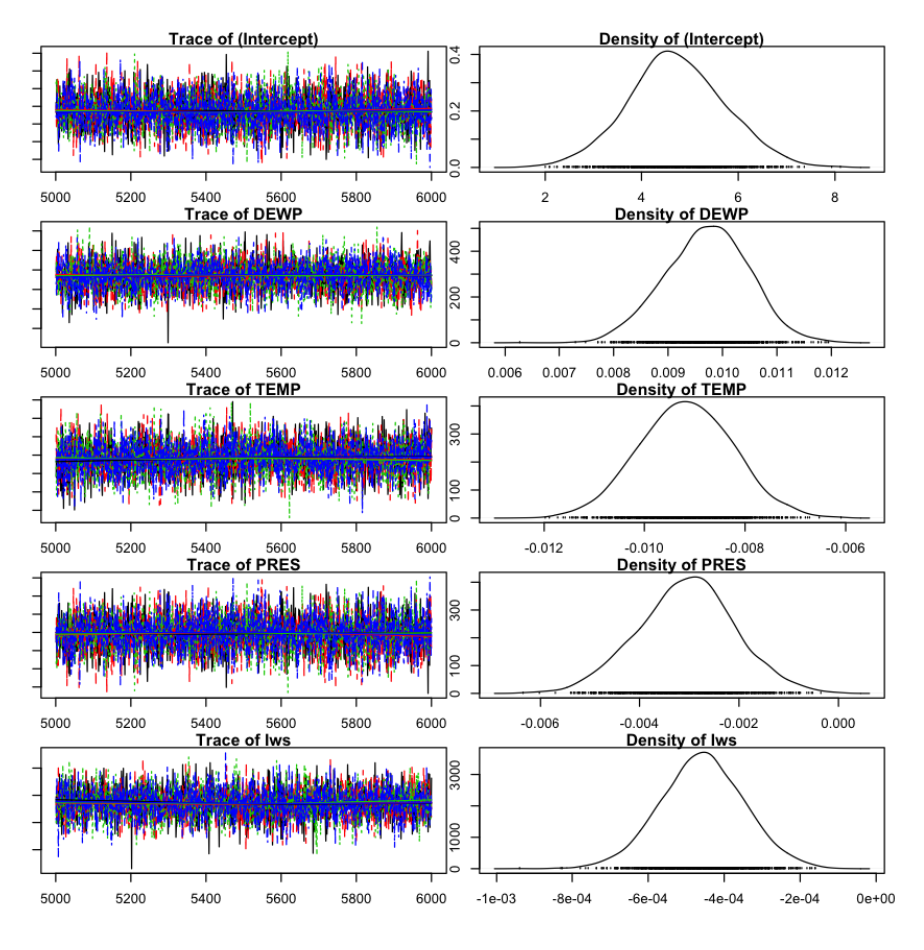 Trace of (Intercept)
Density of (Intercept)
0.0 0.2 0.4
5000 5200 5400 5600 5800 6000
2 4 6 8
Trace of DEWP
Density of DEWP
0 200 400
5000 5200 5400 5600 5800 6000
0.006 0.007 0.008 0.009 0.010 0.011 0.012
Trace of TEMP
Density of TEMP
0 100 300
5000 5200 5400 5600 5800 6000
-0.012 -0.010 -0.008 -0.006
Trace of PRES
Density of PRES
0 100 300
5000 5200 5400 5600 5800 6000
-0.006 -0.004 -0.002 0.000
Trace of Iws
Density of Iws
0 1000 3000
5000 5200 5400 5600 5800 6000
-1e-03 -8e-04 -6e-04 -4e-04 -2e-04 0e+00